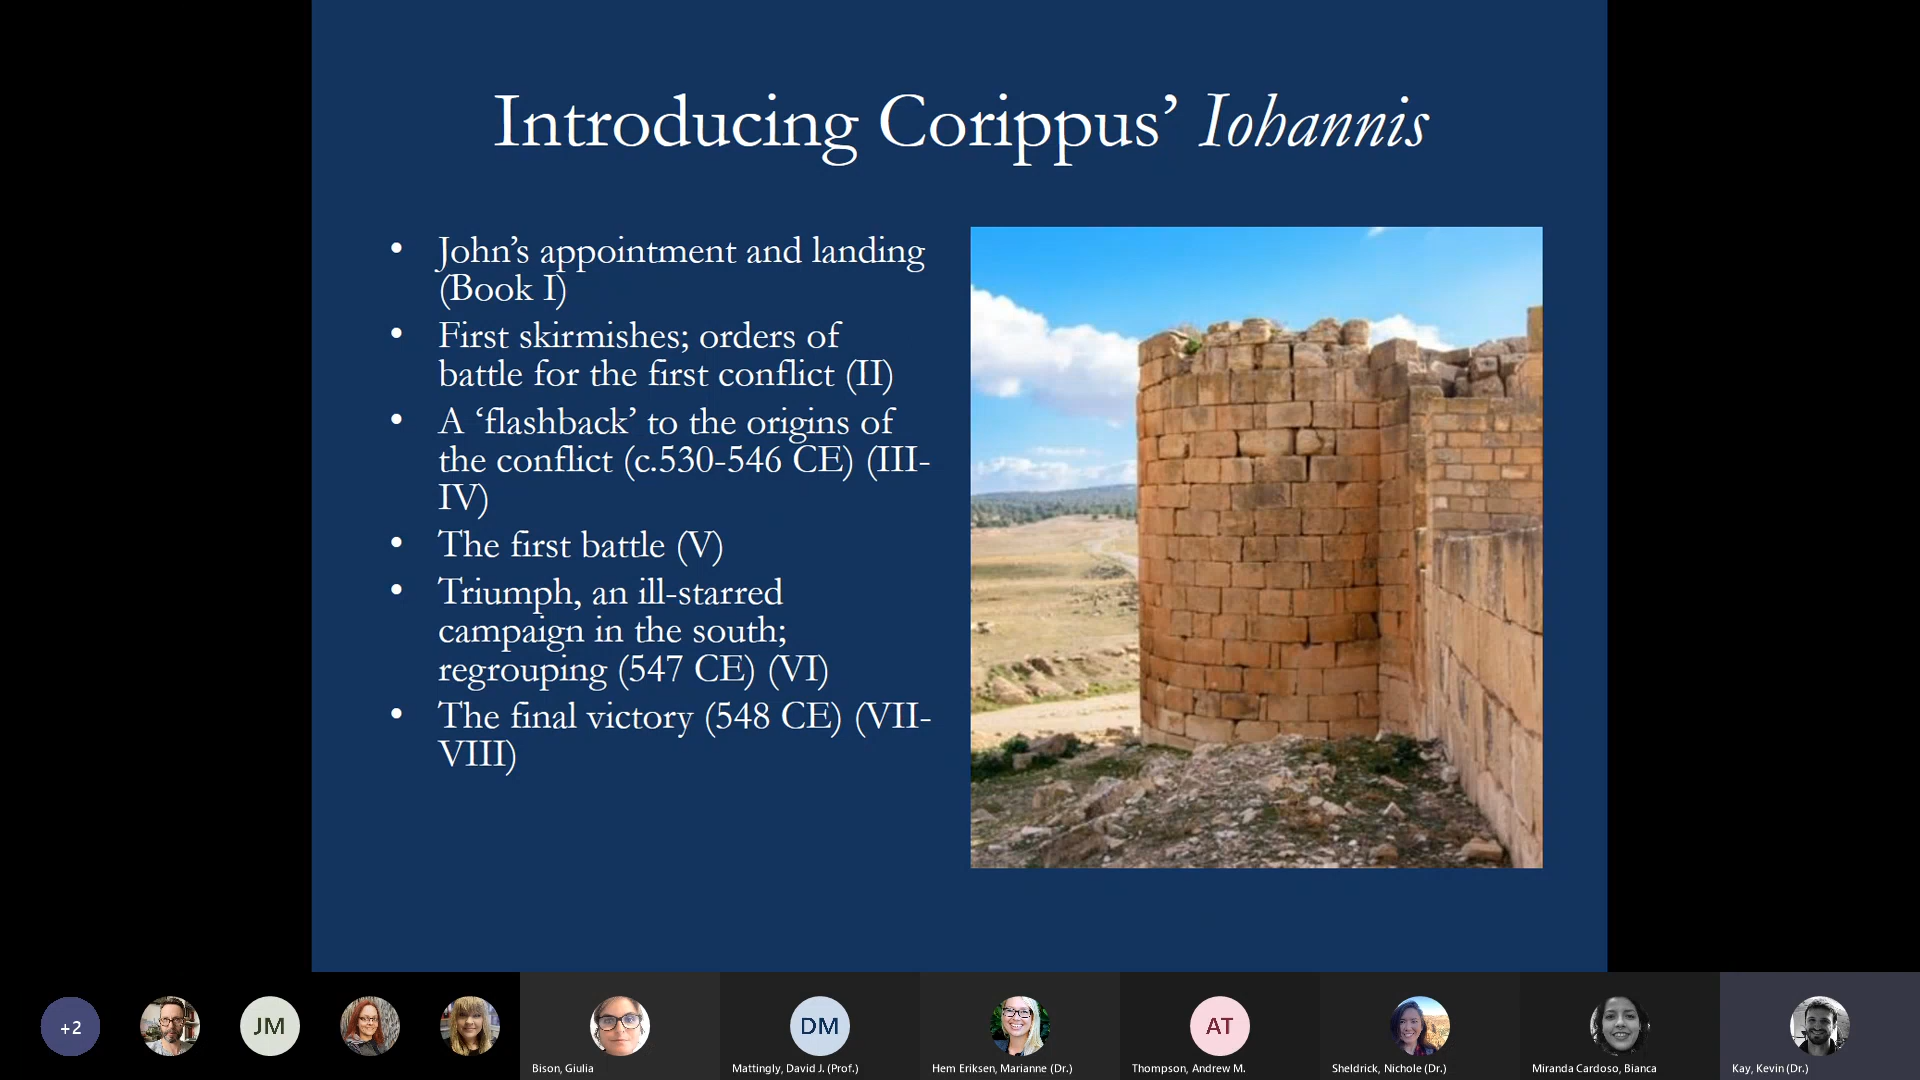 Introducing Corippus’ Iohannis
• John’s appointment and landing
(Book I)
• First skirmishes; orders of
battle for the first conflict (II)
• A ‘flashback’ to the origins of
the conflict (c.530-546 CE) (III-
IV)
• The first battle (V)
• Triumph, an ill-starred
campaign in the south;
regrouping (547 CE) (VI)
• The final victory (548 CE) (VII-
VIII)
+2
JM
DM
AT
Bison, Giulia
Mattingly, David J. (Prof.)
Hem Eriksen, Marianne (Dr.)
Thompson, Andrew M.
Sheldrick, Nichole (Dr.)
Miranda Cardoso, Bianca
Kay, Kevin (Dr.)